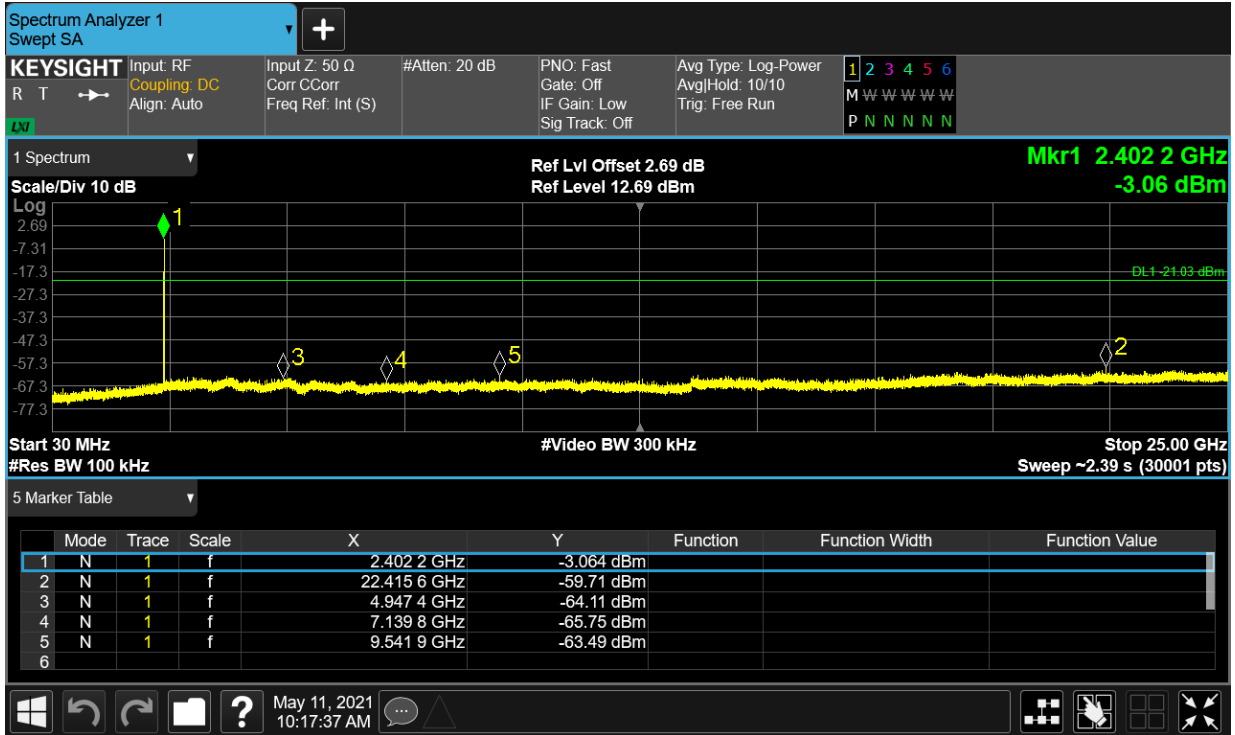 Spectrum Analyzer 1
Swept SA
KEYSIGHT
R T
LXI
Input: RF
Coupling: DC
Align: Auto
Input Z: 50 Ω
Corr CCorr
Freq Ref: Int (S)
#Atten: 20 dB
PNO: Fast
Gate: Off
IF Gain: Low
Sig Track: Off
Avg Type: Log-Power
Avg|Hold: 10/10
Trig: Free Run
1 2 3 4 5 6
M W W W W W
P N N N N N
1 Spectrum
Scale/Div 10 dB
Ref Lvl Offset 2.69 dB
Ref Level 12.69 dBm
Mkr1 2.402 2 GHz
-3.06 dBm
Log
2.69
-7.31
-17.3
-27.3
-37.3
-47.3
-57.3
-67.3
-77.3
1
DL1 -21.03 dBm
3
4
5
2
Start 30 MHz
#Video BW 300 kHz
Stop 25.00 GHz
#Res BW 100 kHz
Sweep ~2.39 s (30001 pts)
5 Marker Table
Mode Trace Scale X Y Function Function Width Function Value
1 N 1 f 2.402 2 GHz -3.064 dBm
2 N 1 f 22.415 6 GHz -59.71 dBm
3 N 1 f 4.947 4 GHz -64.11 dBm
4 N 1 f 7.139 8 GHz -65.75 dBm
5 N 1 f 9.541 9 GHz -63.49 dBm
6
?
May 11, 2021
10:17:37 AM